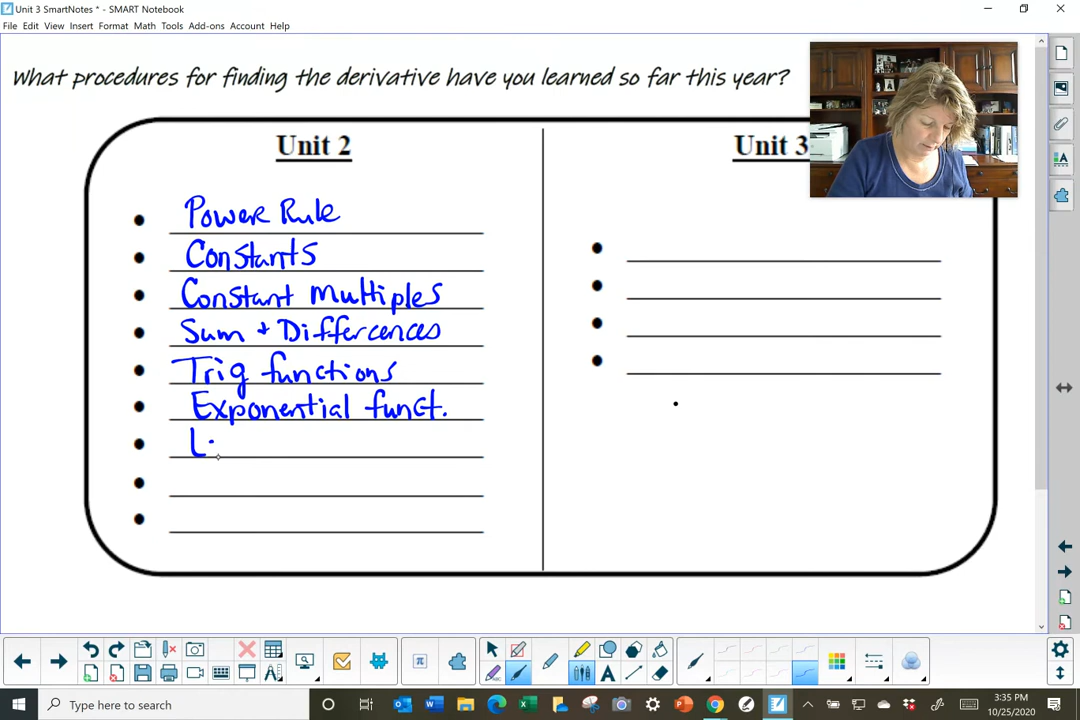 Unit 3 SmartNotes * - SMART Notebook
File Edit View Insert Format Math Tools Add-ons Account Help
What procedures for finding the derivative have you learned so far this year?
Unit 2
Unit 3
• Power Rule
• Constants
• Constant Multiples
• Sum + Differences
• Trig functions
• Exponential funct.
Type here to search
3:35 PM
10/25/2020